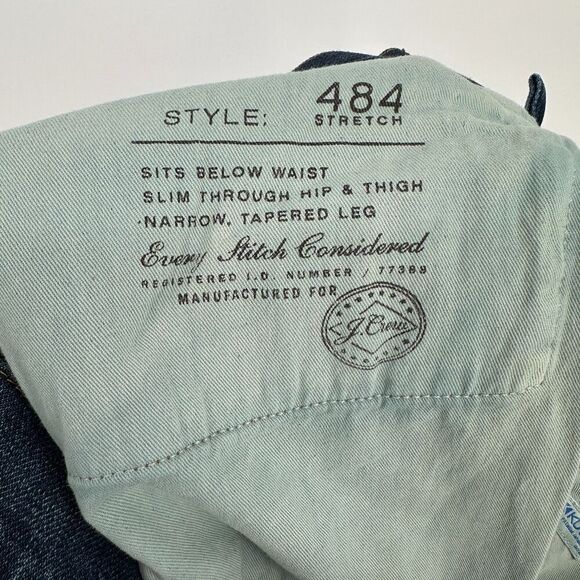 STYLE: 484
STRETCH
SITS BELOW WAIST
SLIM THROUGH HIP & THIGH
NARROW, TAPERED LEG
Every Stitch Considered
REGISTERED I.D. NUMBER / 77388
MANUFACTURED FOR
J.Crew